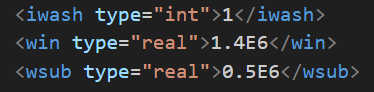 <iwash type="int">1</iwash>
<win type="real">1.4E6</win>
<wsub type="real">0.5E6</wsub>